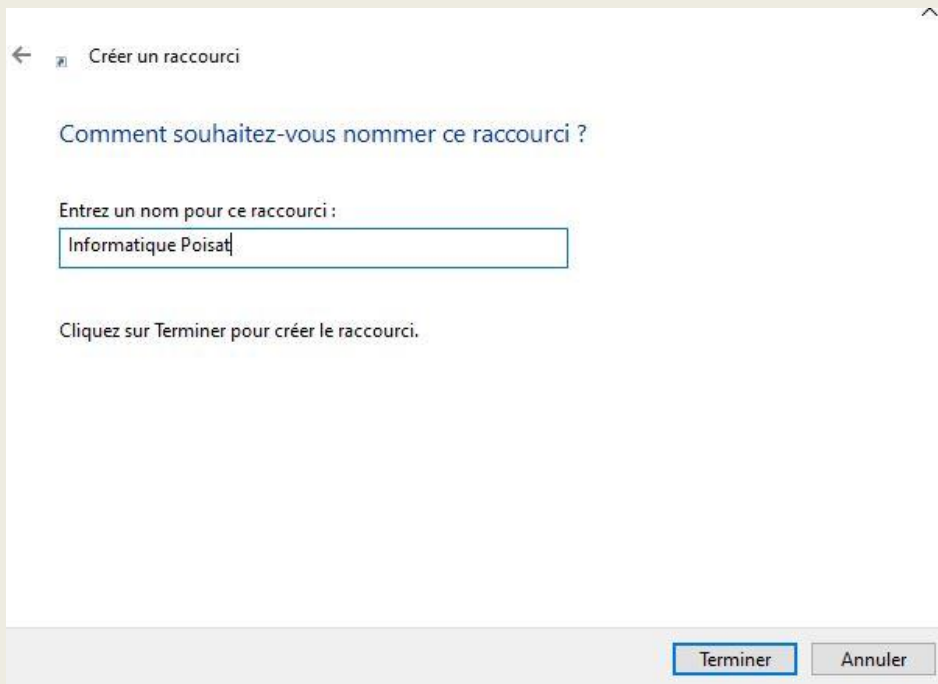 Créer un raccourci
Comment souhaitez-vous nommer ce raccourci ?
Entrez un nom pour ce raccourci :
Informatique Poisat
Cliquez sur Terminer pour créer le raccourci.
Terminer Annuler